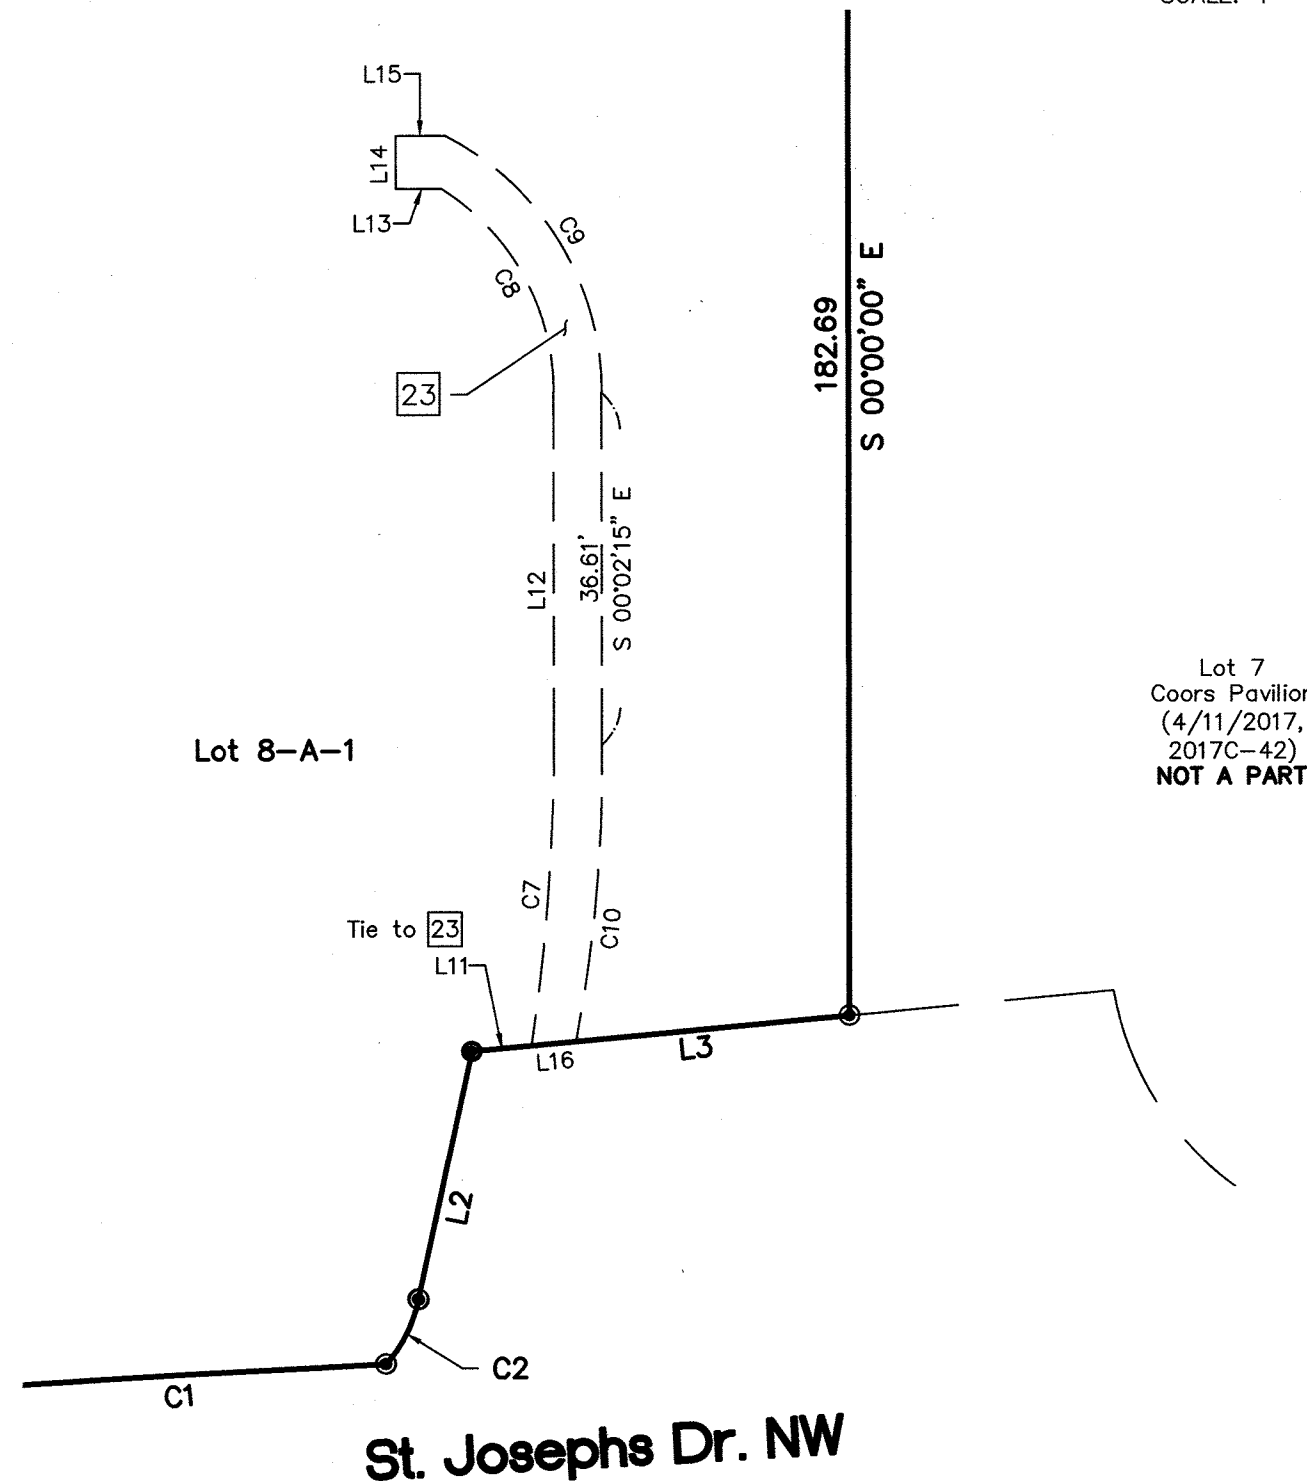 L15
L14
L13
C9
C8
23
182.69
S 00°00'00" E
L12
36.61'
S 00°02'15" E
Lot 7
Coors Pavilion
(4/11/2017,
2017C-42)
NOT A PART
Lot 8-A-1
C7
C10
Tie to 23
L11
L16
L3
L2
C2
C1
St. Josephs Dr. NW